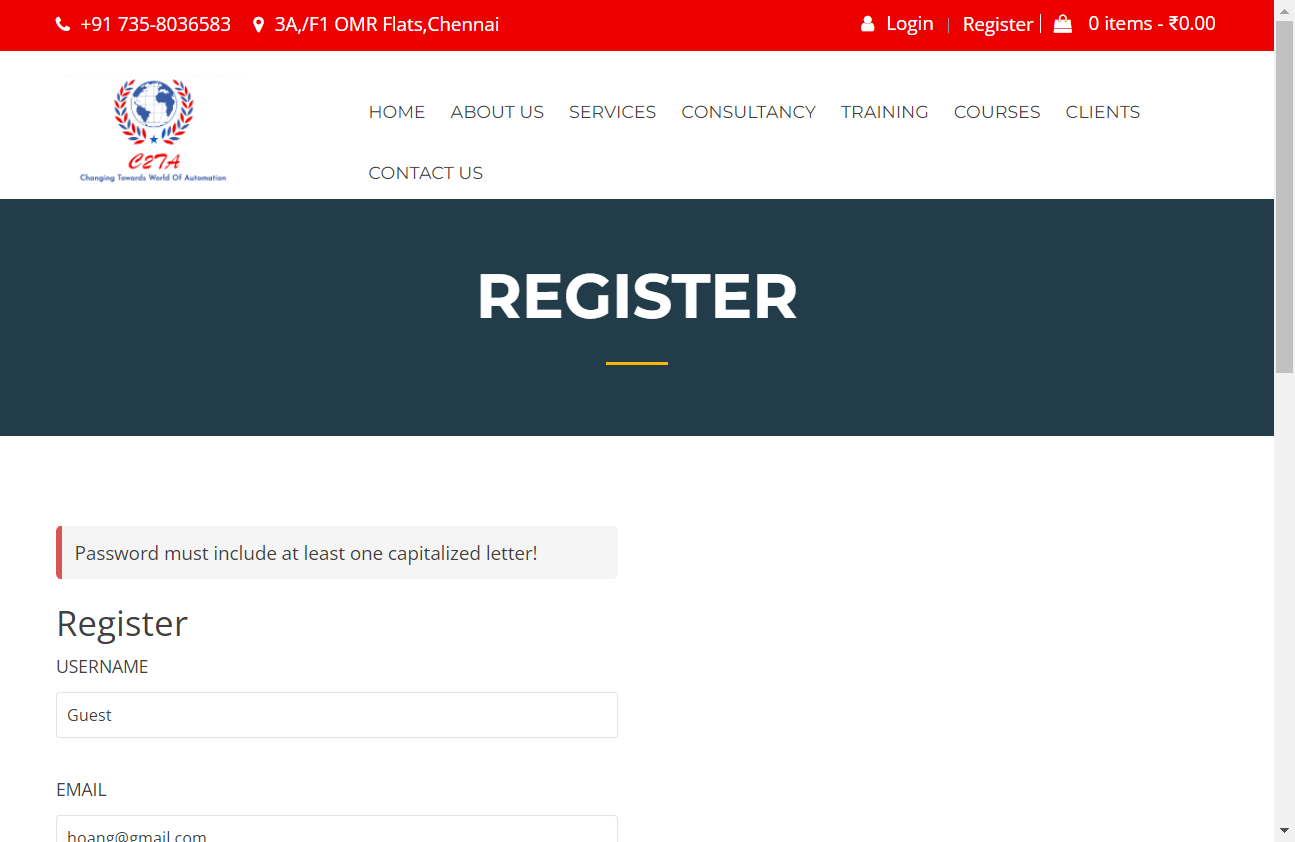 +91 735-8036583 3A,/F1 OMR Flats,Chennai Login | Register 0 items - ₹0.00
C2TA
Changing Towards World Of Automation
HOME ABOUT US SERVICES CONSULTANCY TRAINING COURSES CLIENTS
CONTACT US
REGISTER
Password must include at least one capitalized letter!
Register
USERNAME
Guest
EMAIL
hoang@gmail.com